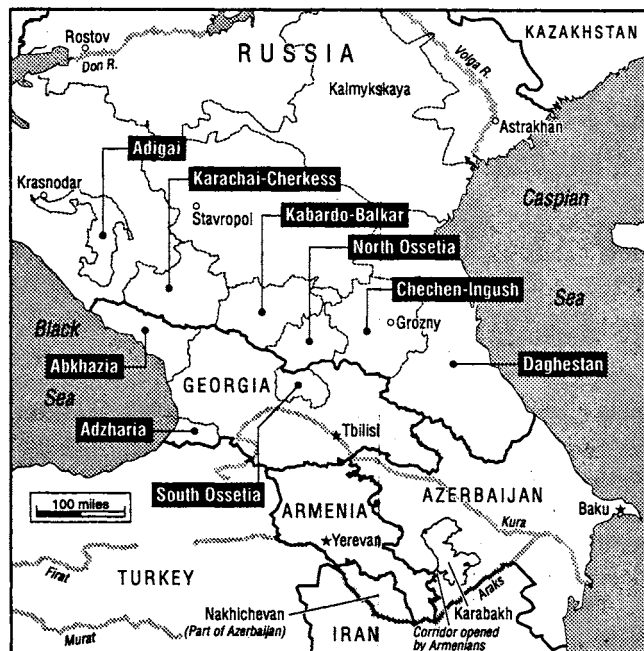 Rostov
Don R.
RUSSIA
KAZAKHSTAN
Volga R.
Kalmykskaya
Astrakhan
Adigai
Krasnodar
Karachai-Cherkess
Stavropol
Kabardo-Balkar
Caspian
Sea
North Ossetia
Chechen-Ingush
Grozny
Black
Sea
Abkhazia
GEORGIA
Daghestan
Adzharia
Tbilisi
South Ossetia
100 miles
ARMENIA
AZERBAIJAN
Baku
Kura
Yerevan
Firat
TURKEY
Araks
Karabakh
Nakhichevan
(Part of Azerbaijan)
Corridor opened
by Armenians
Murat
IRAN